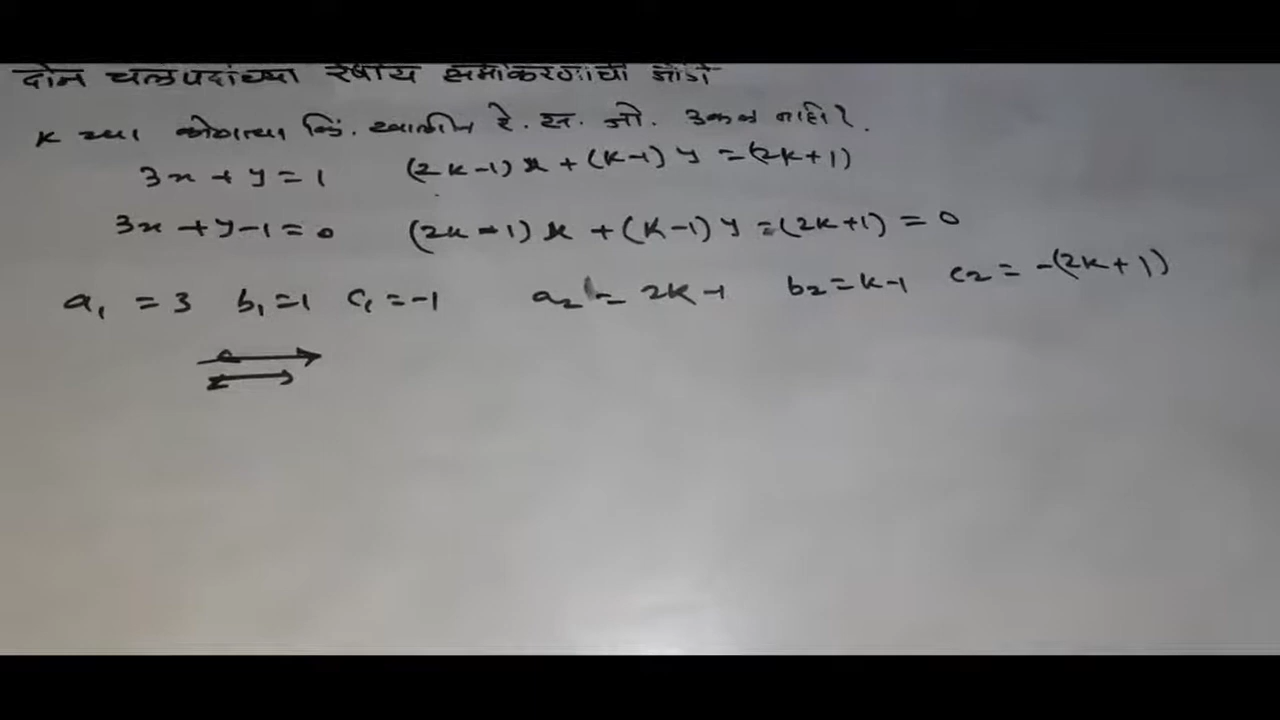 दोन चलपदांच्या रेषीय समीकरणांची जोडी
K च्या कोणत्या किं. खालील रे. स. जो. उकल नाही?
3x + y = 1 (2k-1)x + (k-1)y = (2k+1)
3x + y - 1 = 0 (2k-1)x + (k-1)y - (2k+1) = 0
a₁ = 3 b₁ = 1 c₁ = -1 a₂ = 2k-1 b₂ = k-1 c₂ = -(2k+1)